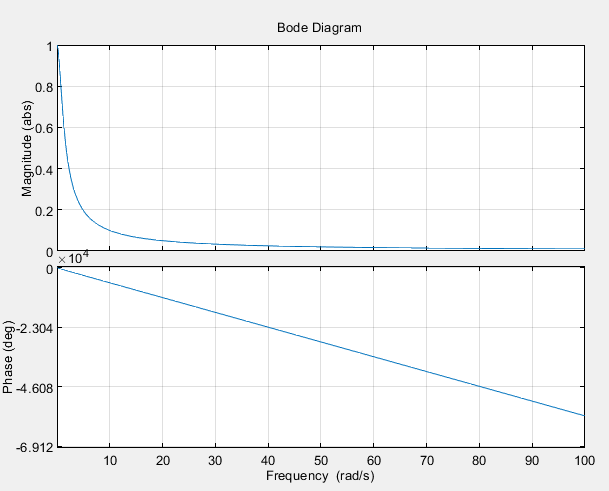 Bode Diagram
Magnitude (abs)
1
0.8
0.6
0.4
0.2
0
×10⁴
Phase (deg)
0
-2.304
-4.608
-6.912
10 20 30 40 50 60 70 80 90 100
Frequency (rad/s)